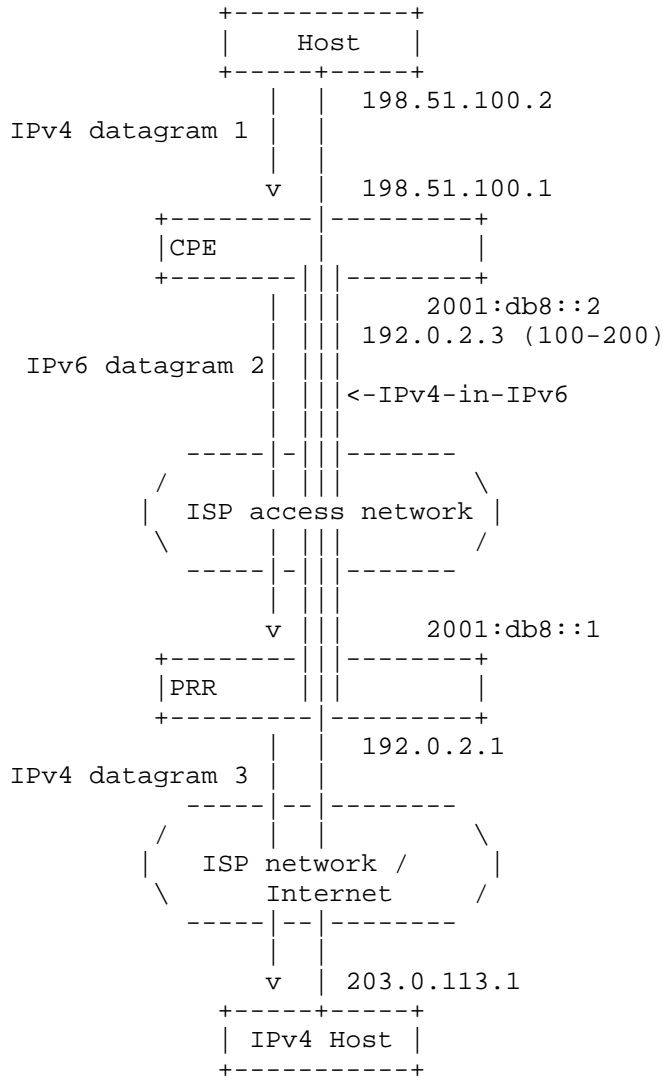 Host
198.51.100.2
IPv4 datagram 1
v 198.51.100.1
CPE
2001:db8::2
192.0.2.3 (100-200)
IPv6 datagram 2
<-IPv4-in-IPv6
ISP access network
v 2001:db8::1
PRR
192.0.2.1
IPv4 datagram 3
ISP network /
Internet
v 203.0.113.1
IPv4 Host